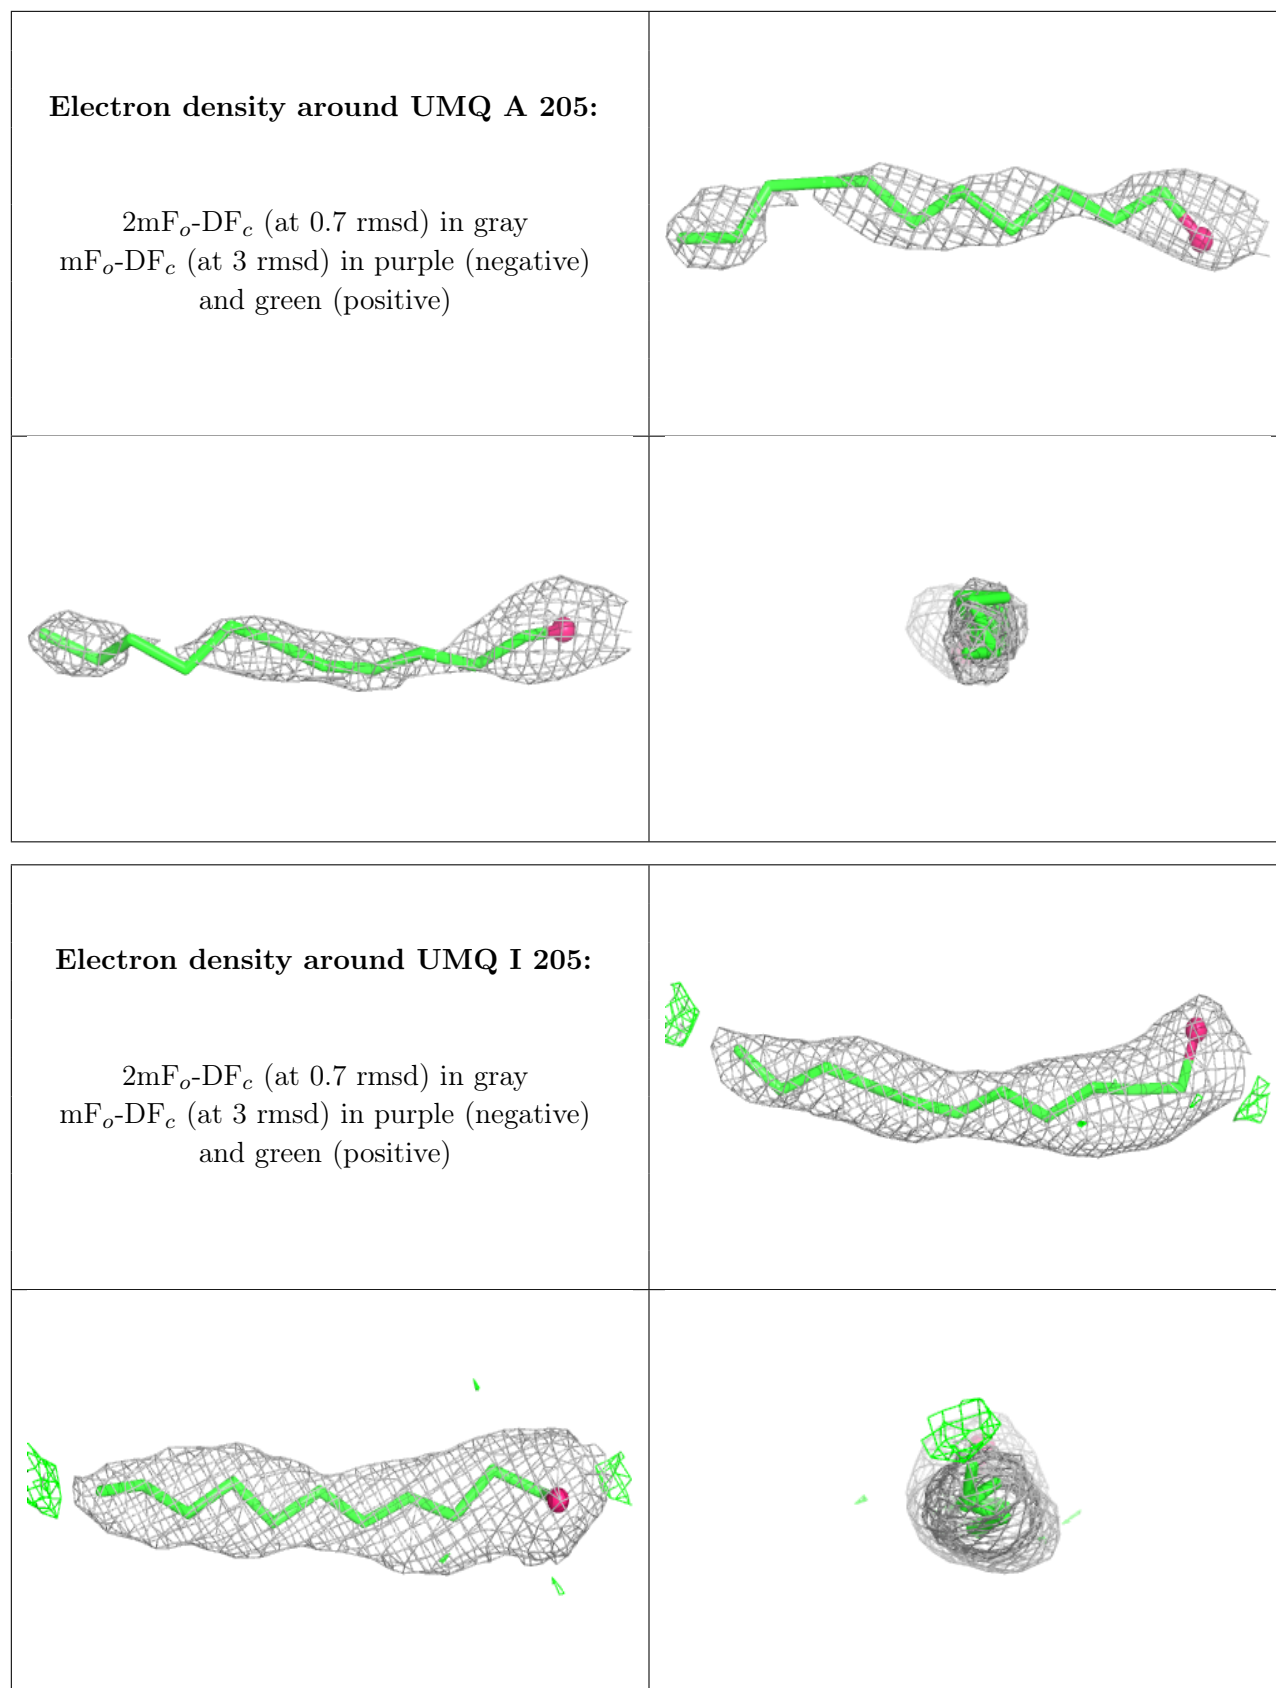 Electron density around UMQ A 205:
2mFo-DFc (at 0.7 rmsd) in gray
mFo-DFc (at 3 rmsd) in purple (negative)
and green (positive)
Electron density around UMQ I 205:
2mFo-DFc (at 0.7 rmsd) in gray
mFo-DFc (at 3 rmsd) in purple (negative)
and green (positive)